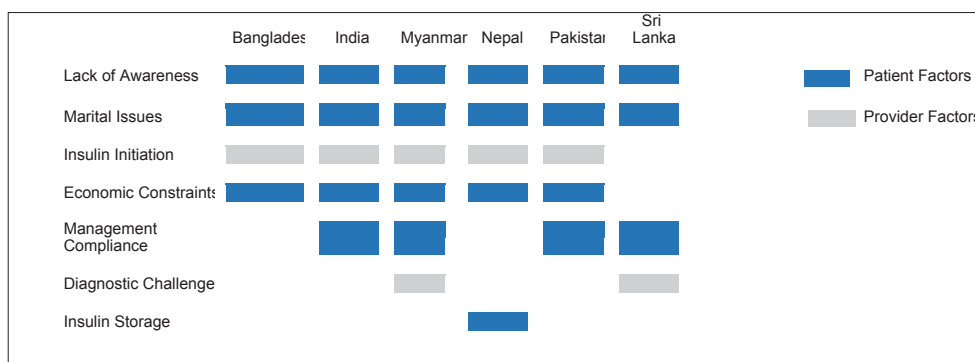 Banglades India Myanmar Nepal Pakistan Sri
Lanka
Lack of Awareness
Patient Factors
Marital Issues
Provider Factors
Insulin Initiation
Economic Constraints
Management
Compliance
Diagnostic Challenge
Insulin Storage